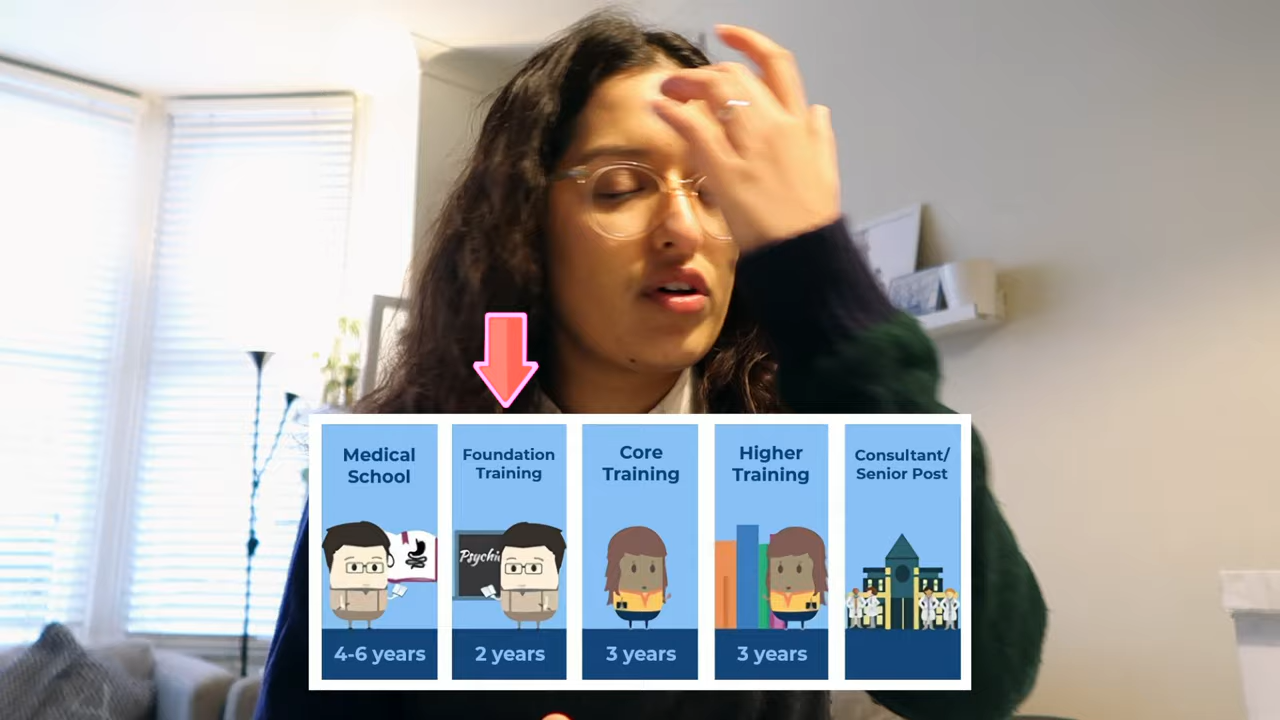 Medical
School
Foundation
Training
Core
Training
Higher
Training
Consultant/
Senior Post
4-6 years
2 years
3 years
3 years